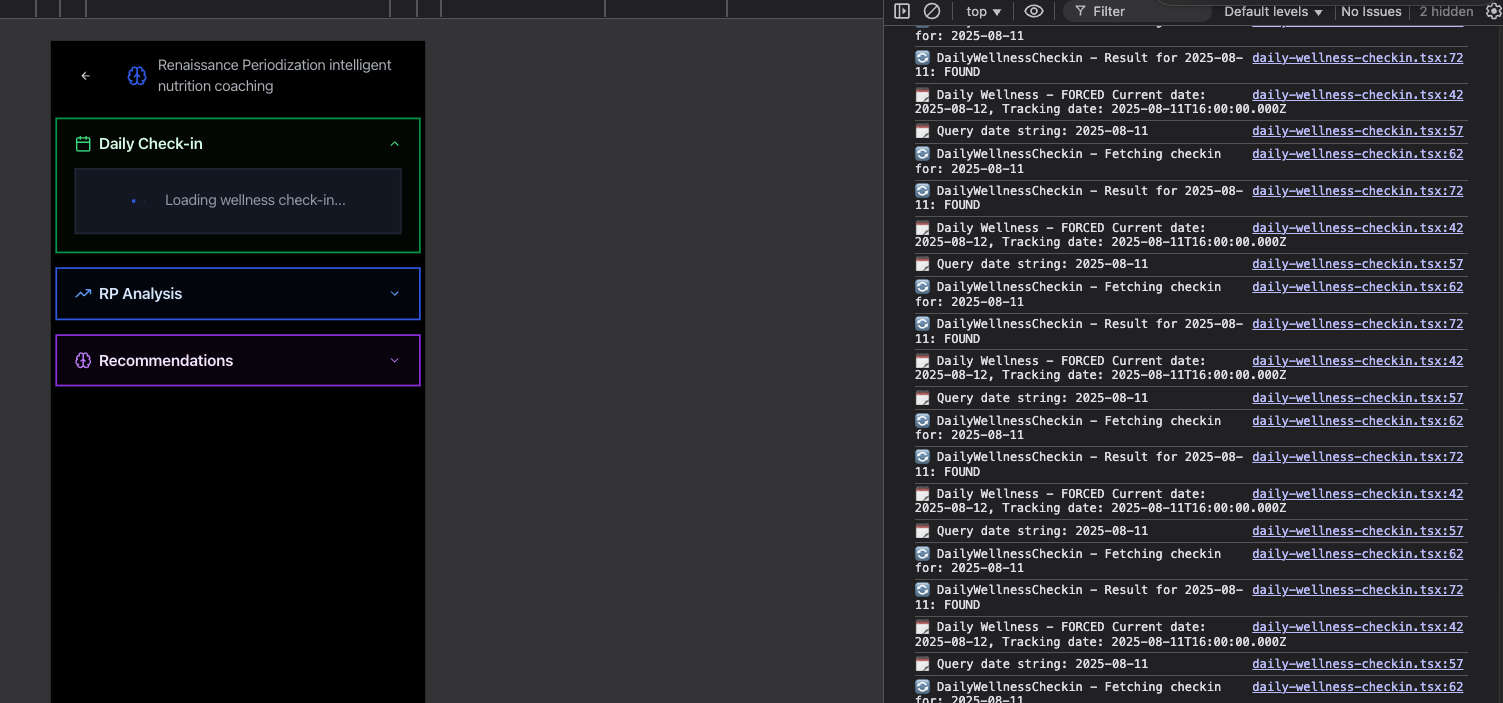 Renaissance Periodization intelligent
nutrition coaching
Daily Check-in
Loading wellness check-in...
RP Analysis
Recommendations
top
Filter
Default levels
No Issues
2 hidden
for: 2025-08-11
DailyWellnessCheckin - Result for 2025-08- daily-wellness-checkin.tsx:72
11: FOUND
Daily Wellness - FORCED Current date: daily-wellness-checkin.tsx:42
2025-08-12, Tracking date: 2025-08-11T16:00:00.000Z
Query date string: 2025-08-11 daily-wellness-checkin.tsx:57
DailyWellnessCheckin - Fetching checkin daily-wellness-checkin.tsx:62
for: 2025-08-11
DailyWellnessCheckin - Result for 2025-08- daily-wellness-checkin.tsx:72
11: FOUND
Daily Wellness - FORCED Current date: daily-wellness-checkin.tsx:42
2025-08-12, Tracking date: 2025-08-11T16:00:00.000Z
Query date string: 2025-08-11 daily-wellness-checkin.tsx:57
DailyWellnessCheckin - Fetching checkin daily-wellness-checkin.tsx:62
for: 2025-08-11
DailyWellnessCheckin - Result for 2025-08- daily-wellness-checkin.tsx:72
11: FOUND
Daily Wellness - FORCED Current date: daily-wellness-checkin.tsx:42
2025-08-12, Tracking date: 2025-08-11T16:00:00.000Z
Query date string: 2025-08-11 daily-wellness-checkin.tsx:57
DailyWellnessCheckin - Fetching checkin daily-wellness-checkin.tsx:62
for: 2025-08-11
DailyWellnessCheckin - Result for 2025-08- daily-wellness-checkin.tsx:72
11: FOUND
Daily Wellness - FORCED Current date: daily-wellness-checkin.tsx:42
2025-08-12, Tracking date: 2025-08-11T16:00:00.000Z
Query date string: 2025-08-11 daily-wellness-checkin.tsx:57
DailyWellnessCheckin - Fetching checkin daily-wellness-checkin.tsx:62
for: 2025-08-11
DailyWellnessCheckin - Result for 2025-08- daily-wellness-checkin.tsx:72
11: FOUND
Daily Wellness - FORCED Current date: daily-wellness-checkin.tsx:42
2025-08-12, Tracking date: 2025-08-11T16:00:00.000Z
Query date string: 2025-08-11 daily-wellness-checkin.tsx:57
DailyWellnessCheckin - Fetching checkin daily-wellness-checkin.tsx:62
for: 2025-08-11